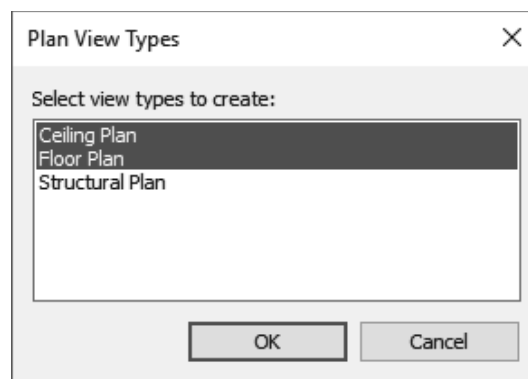 Plan View Types
Select view types to create:
Ceiling Plan
Floor Plan
Structural Plan
OK
Cancel